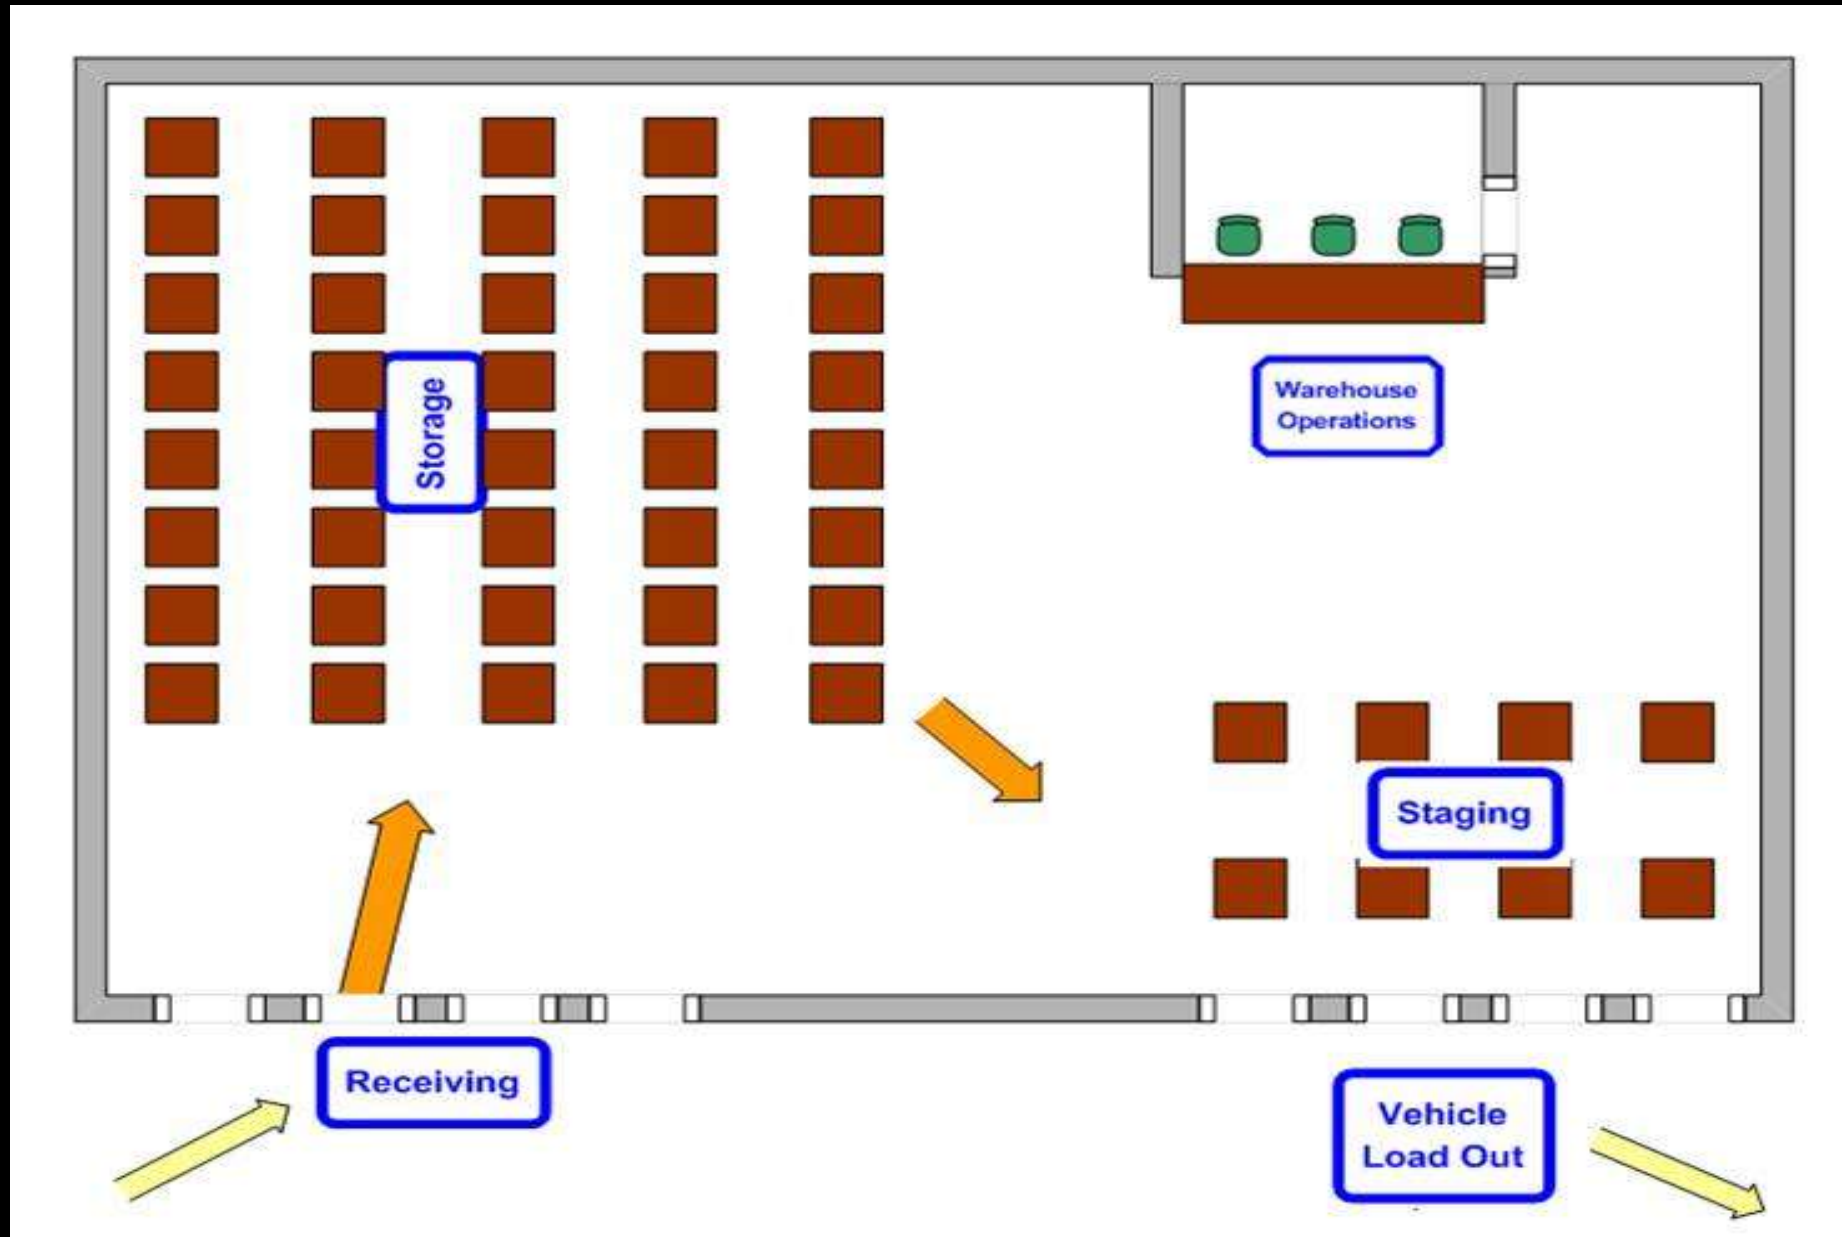 Storage
Warehouse
Operations
Staging
Receiving
Vehicle
Load Out